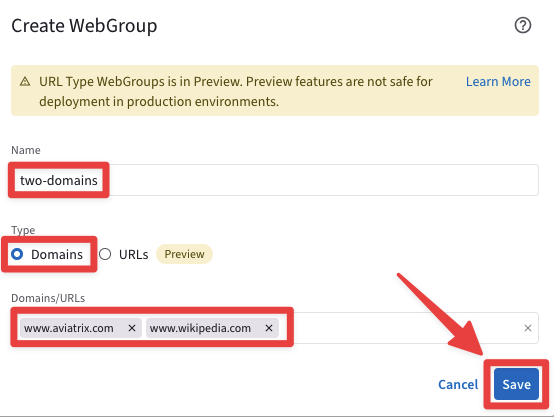 Create WebGroup
URL Type WebGroups is in Preview. Preview features are not safe for Learn More
deployment in production environments.
Name
two-domains
Type
Domains URLs Preview
Domains/URLs
www.aviatrix.com www.wikipedia.com
Cancel Save